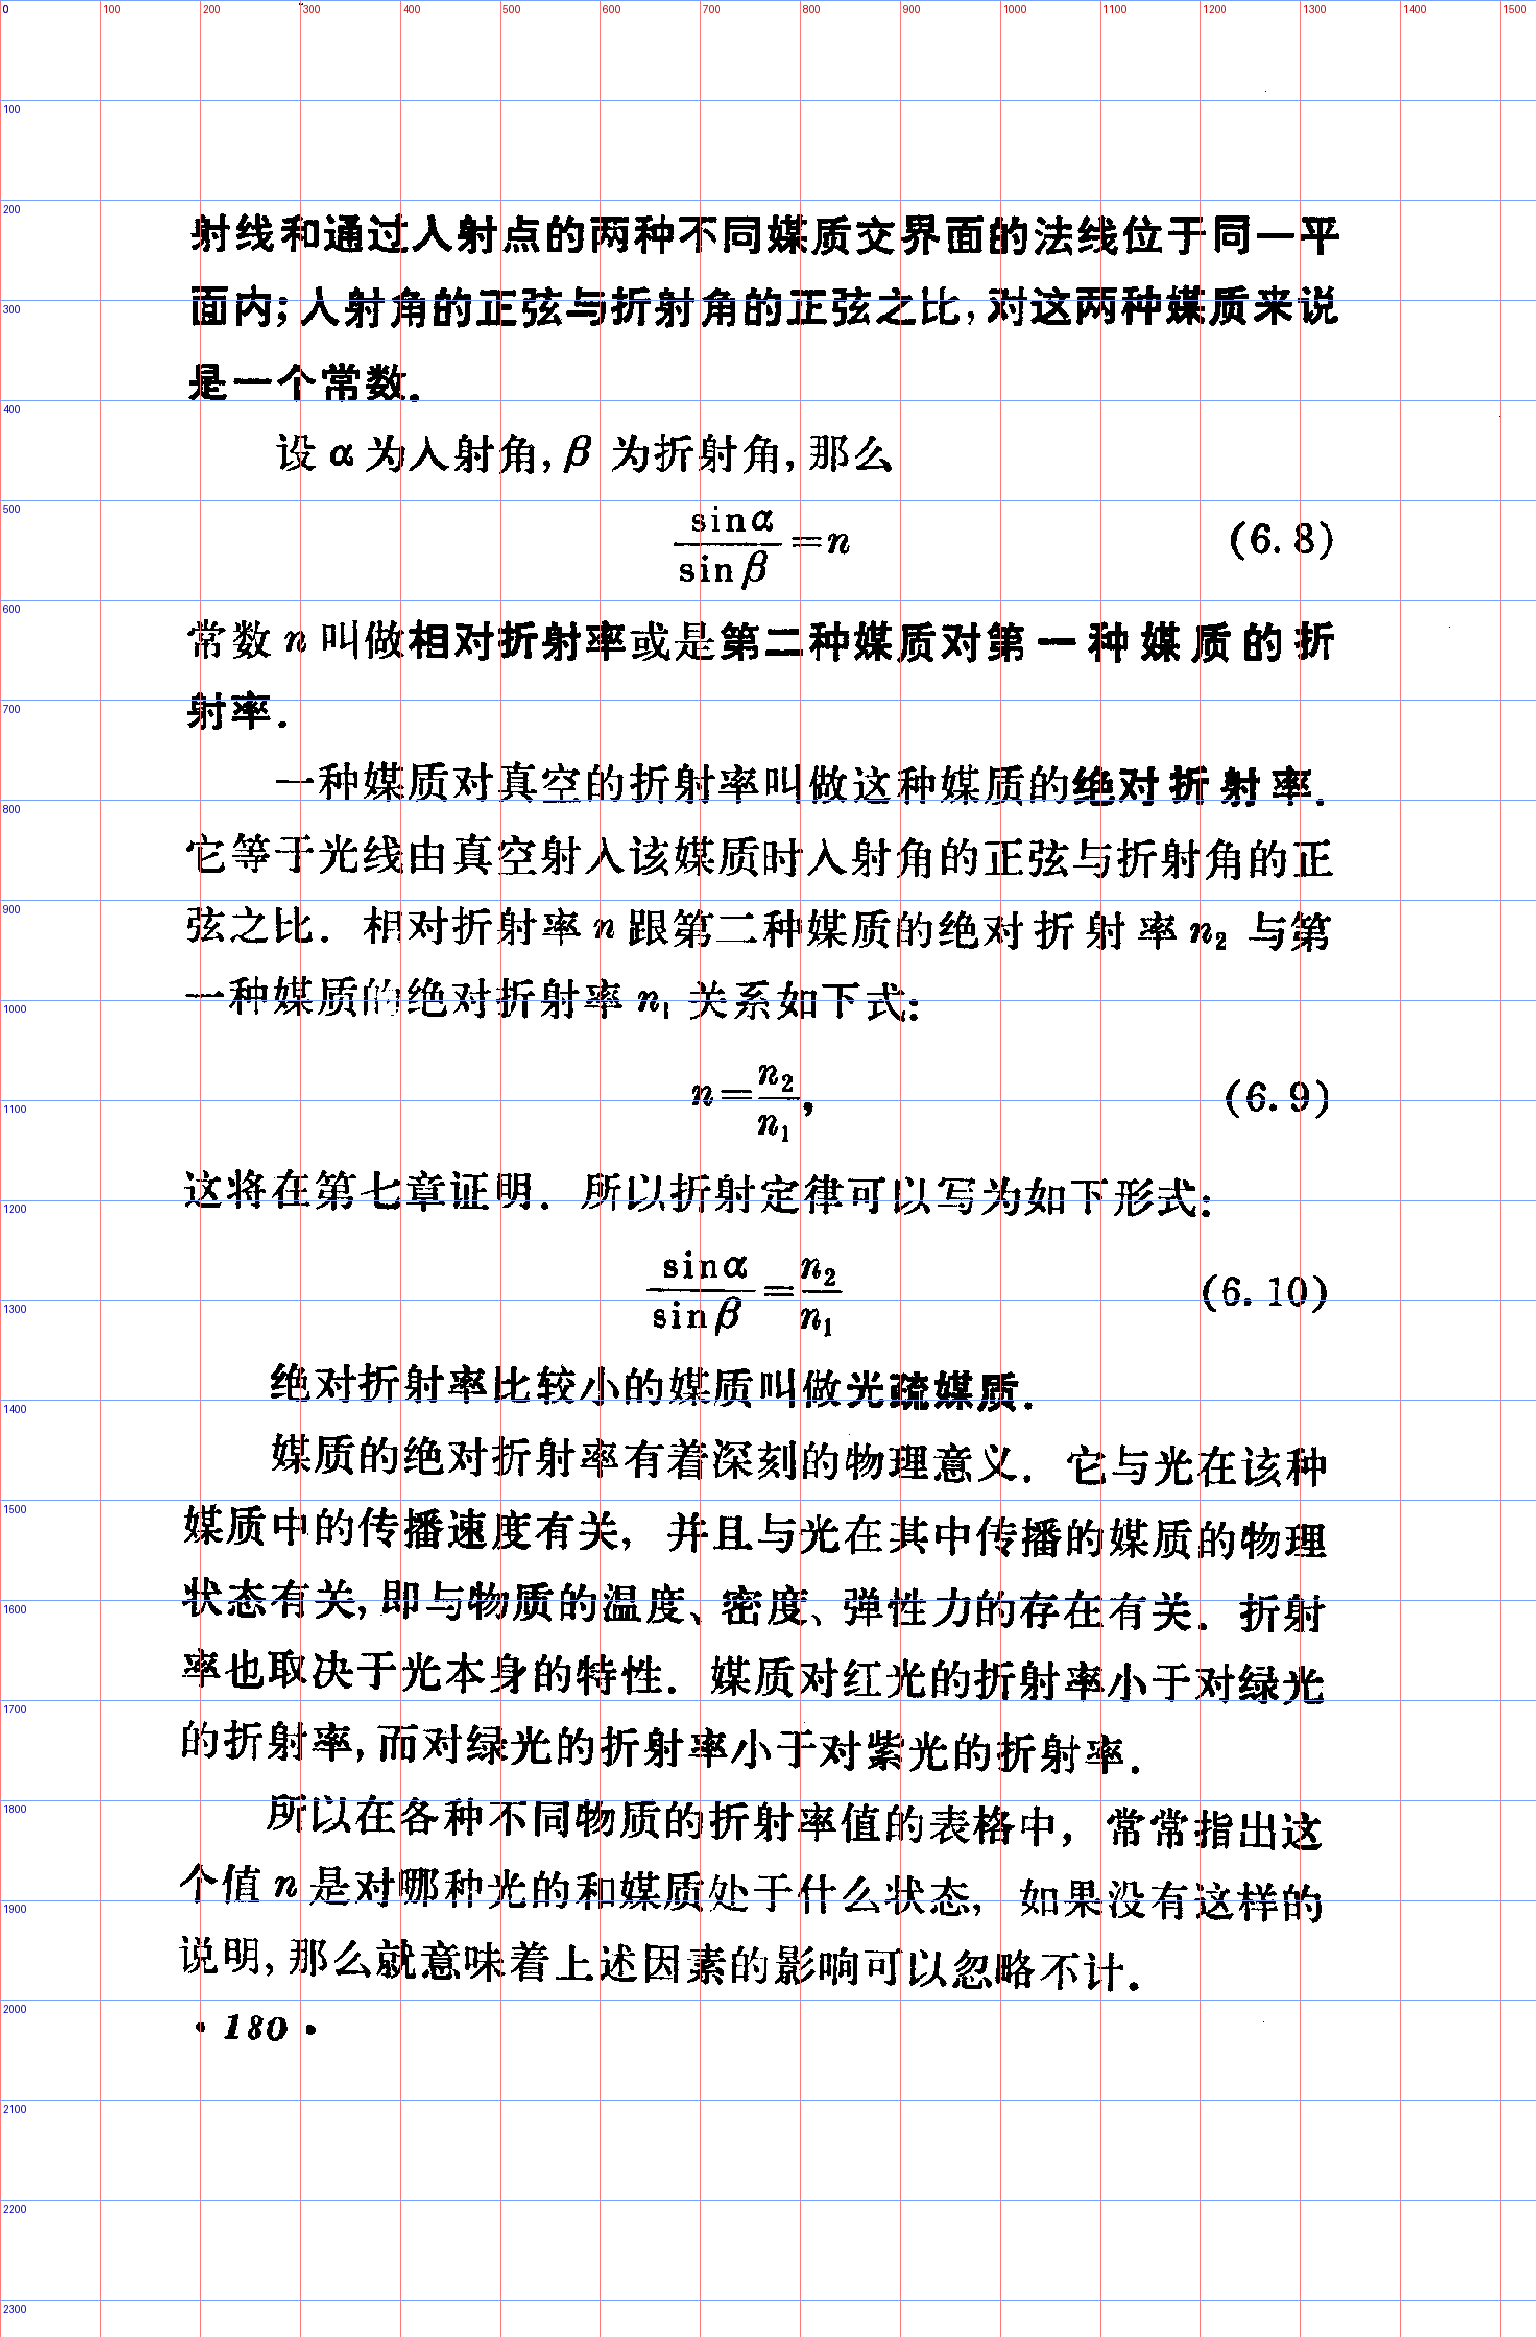 射线和通过入射点的两种不同媒质交界面的法线位于同一平
面内;入射角的正弦与折射角的正弦之比,对这两种媒质来说
是一个常数.
设 α 为入射角, β 为折射角, 那么
sinα/sinβ=n (6.8)
常数 n 叫做相对折射率或是第二种媒质对第一种媒质的折
射率.
一种媒质对真空的折射率叫做这种媒质的绝对折射率.
它等于光线由真空射入该媒质时入射角的正弦与折射角的正
弦之比. 相对折射率 n 跟第二种媒质的绝对折射率 n₂ 与第
一种媒质的绝对折射率 n₁ 关系如下式:
n=n₂/n₁, (6.9)
这将在第七章证明. 所以折射定律可以写为如下形式:
sinα/sinβ=n₂/n₁ (6.10)
绝对折射率比较小的媒质叫做光疏媒质.
媒质的绝对折射率有着深刻的物理意义. 它与光在该种
媒质中的传播速度有关, 并且与光在其中传播的媒质的物理
状态有关, 即与物质的温度、密度、弹性力的存在有关. 折射
率也取决于光本身的特性. 媒质对红光的折射率小于对绿光
的折射率, 而对绿光的折射率小于对紫光的折射率.
所以在各种不同物质的折射率值的表格中, 常常指出这
个值 n 是对哪种光的和媒质处于什么状态, 如果没有这样的
说明, 那么就意味着上述因素的影响可以忽略不计.
• 180 •